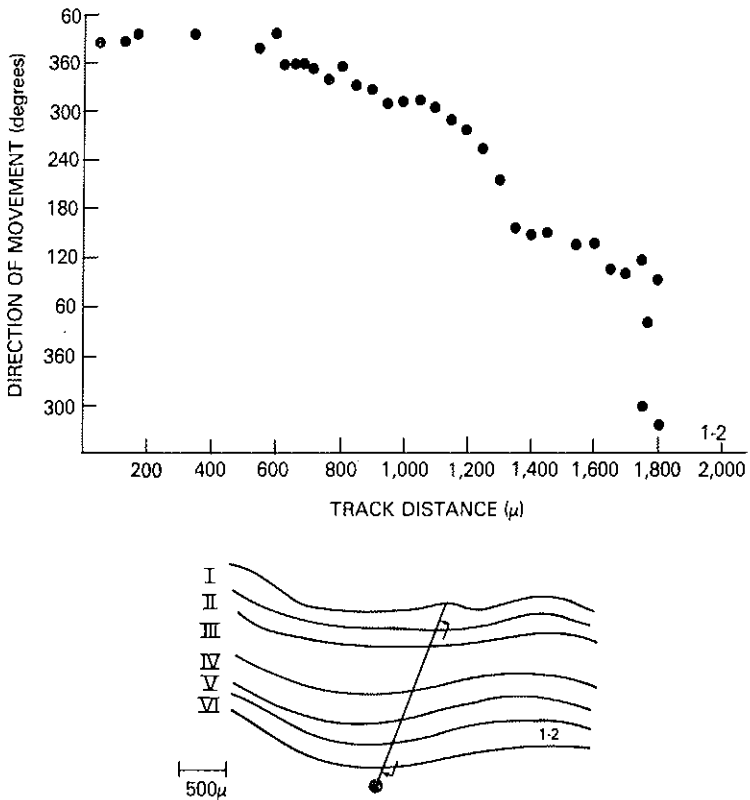 DIRECTION OF MOVEMENT (degrees)
60
360
300
240
180
120
60
360
300
1-2
200 400 600 800 1,000 1,200 1,400 1,600 1,800 2,000
TRACK DISTANCE (μ)
I
II
III
IV
V
VI
1-2
500μ